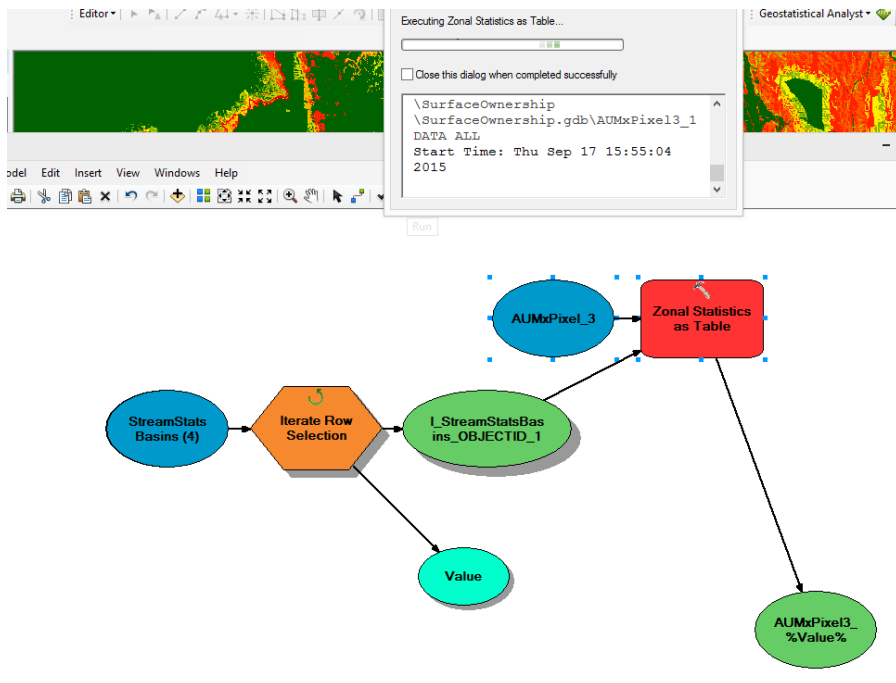 Editor
Executing Zonal Statistics as Table...
Geostatistical Analyst
Close this dialog when completed successfully
\SurfaceOwnership
\SurfaceOwnership.gdb\AUMxPixel3_1
DATA ALL
Start Time: Thu Sep 17 15:55:04
2015
odel Edit Insert View Windows Help
Run
AUMxPixel_3
Zonal Statistics
as Table
StreamStats
Basins (4)
Iterate Row
Selection
I_StreamStatsBas
ins_OBJECTID_1
Value
AUMxPixel3_
%Value%